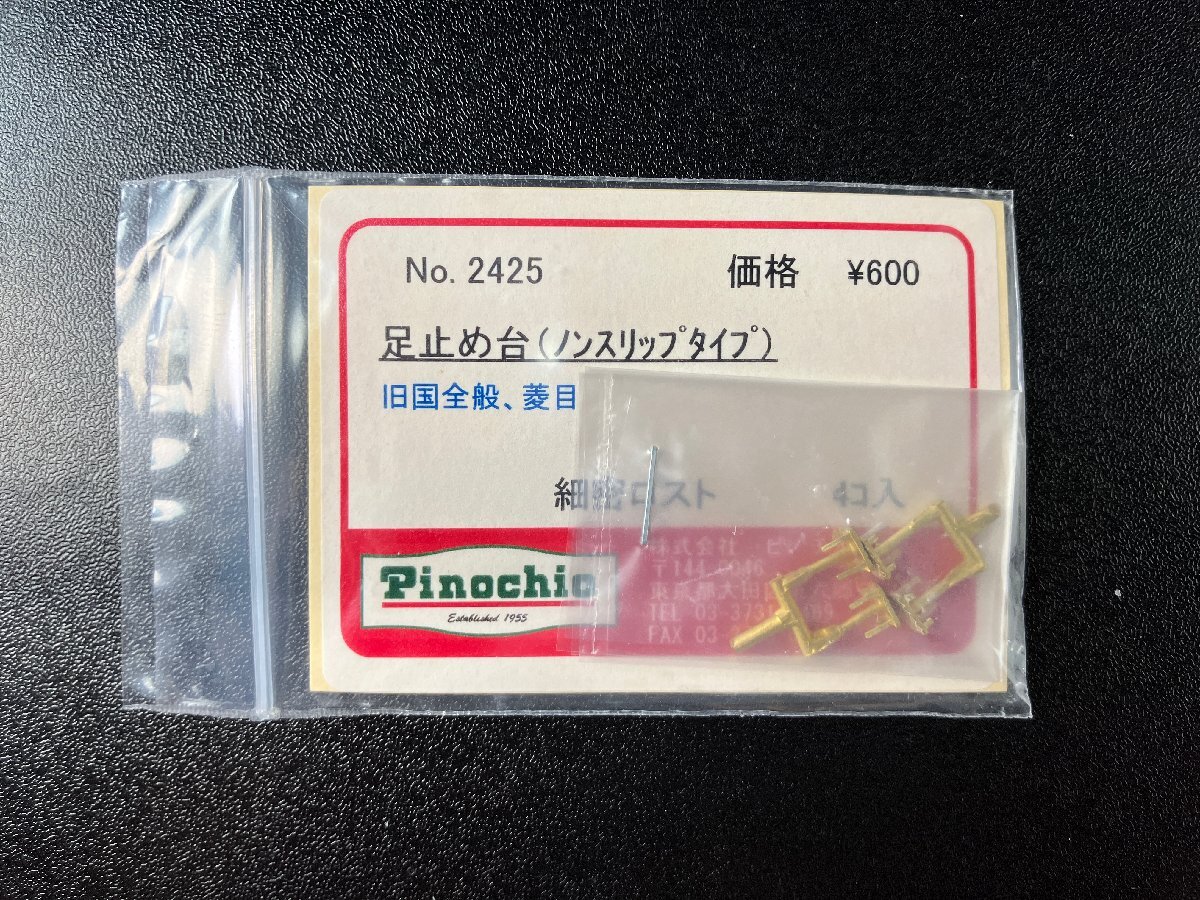 No. 2425 価格 ¥600
足止め台(ﾉﾝｽﾘｯﾌﾟﾀｲﾌﾟ)
旧国全般、菱目
細密ロスト 4コ入
Pinochio
Established 1955
株式会社
〒144
東京都大田
TEL 03-373
FAX 03